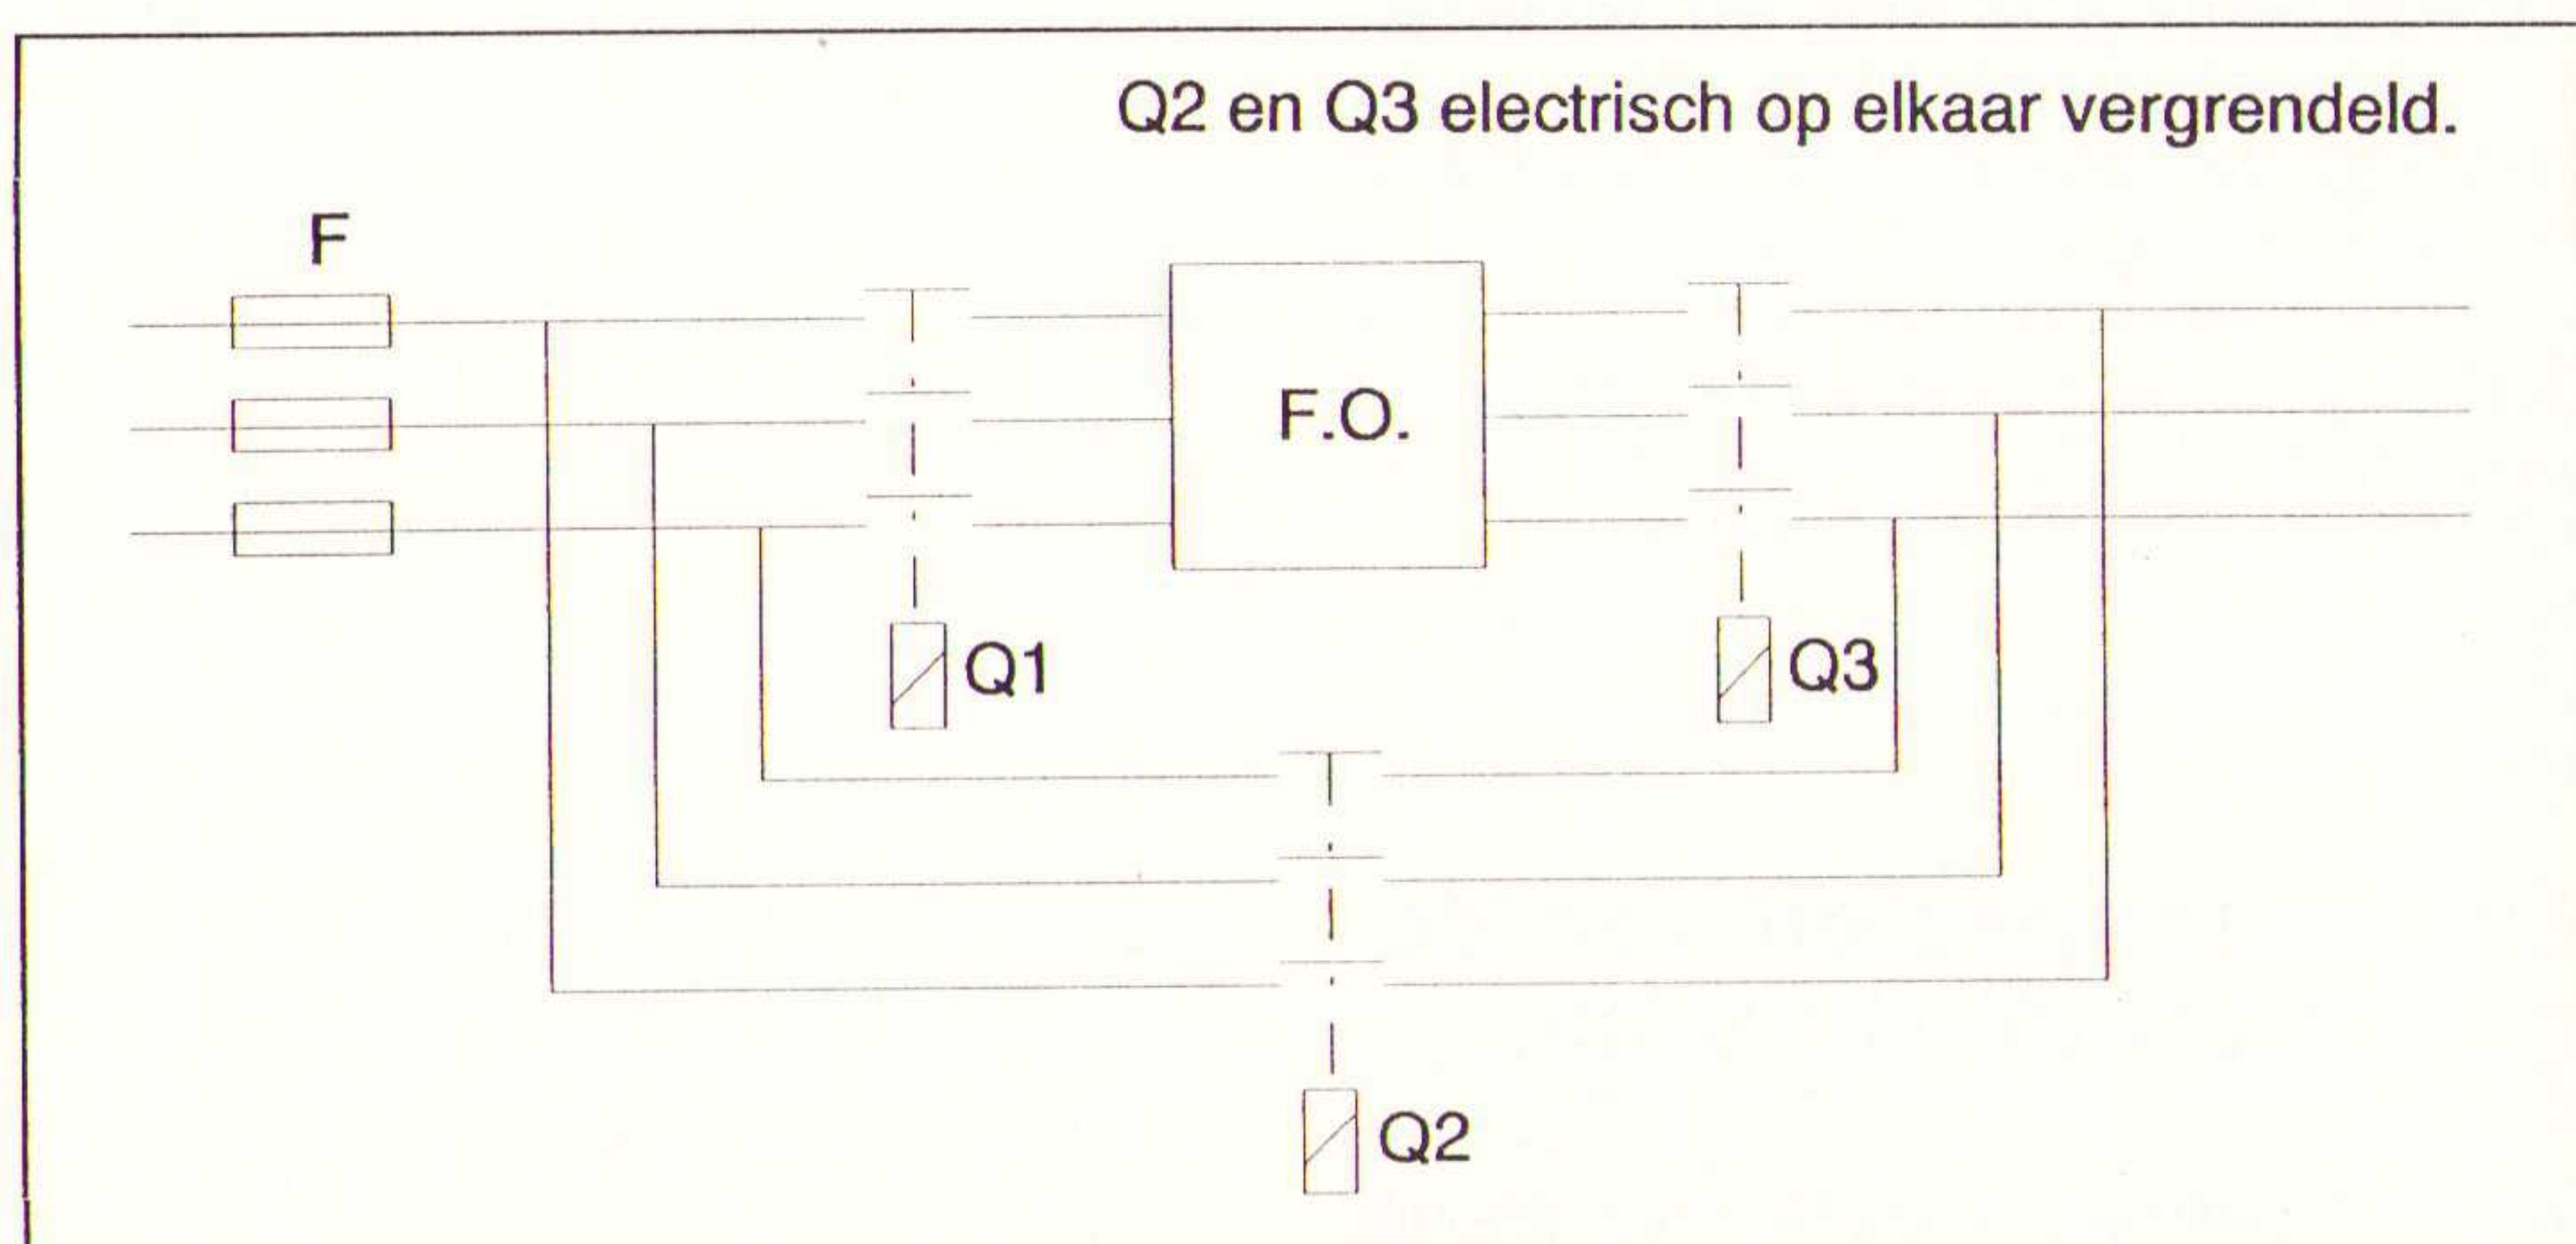 Q2 en Q3 electrisch op elkaar vergrendeld.
F
F.O.
Q1
Q3
Q2